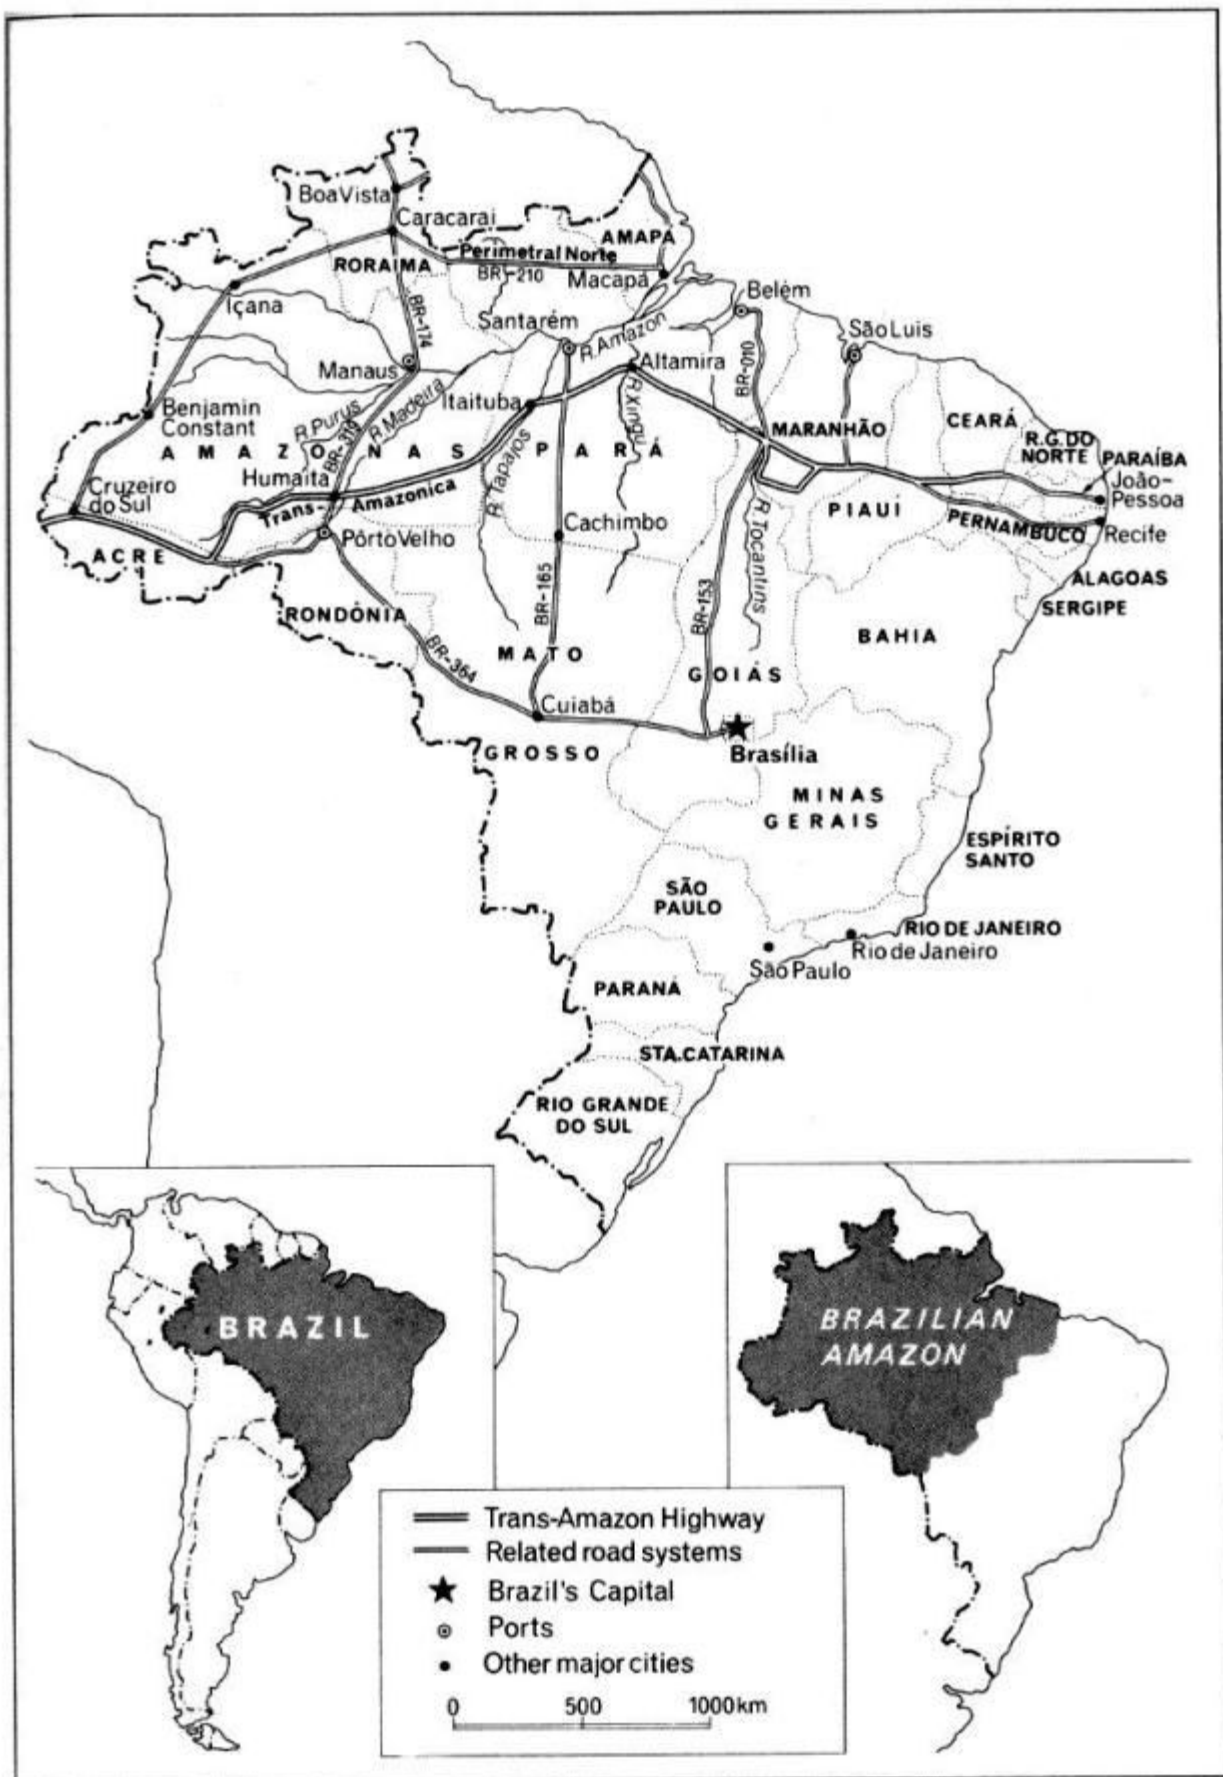 BoaVista
Caracarai
AMAPÁ
Perimetral Norte
RORAIMA
BR-210
Macapá
Içana
Belém
BR-174
Santarém
R.Amazon
São Luis
Manaus
Altamira
BR-010
Itaituba
R.Xingu
Benjamin
Constant
R.Purus
R.Madeira
BR-319
MARANHÃO
CEARÁ
R.G.DO
NORTE
AMAZONAS
PARÁ
PARAÍBA
Humaita
R. Tapajos
João-
Pessoa
Cruzeiro
do Sul
Trans-Amazonica
PIAUÍ
PERNAMBUCO
Recife
Cachimbo
R.Tocantins
ACRE
PôrtoVelho
ALAGOAS
SERGIPE
RONDÔNIA
BR-165
BR-153
BAHIA
BR-364
MATO
GOIÁS
Cuiabá
GROSSO
Brasília
MINAS
GERAIS
ESPÍRITO
SANTO
SÃO
PAULO
RIO DE JANEIRO
Rio de Janeiro
São Paulo
PARANÁ
STA.CATARINA
RIO GRANDE
DO SUL
BRAZIL
BRAZILIAN
AMAZON
Trans-Amazon Highway
Related road systems
Brazil's Capital
Ports
Other major cities
0 500 1000km